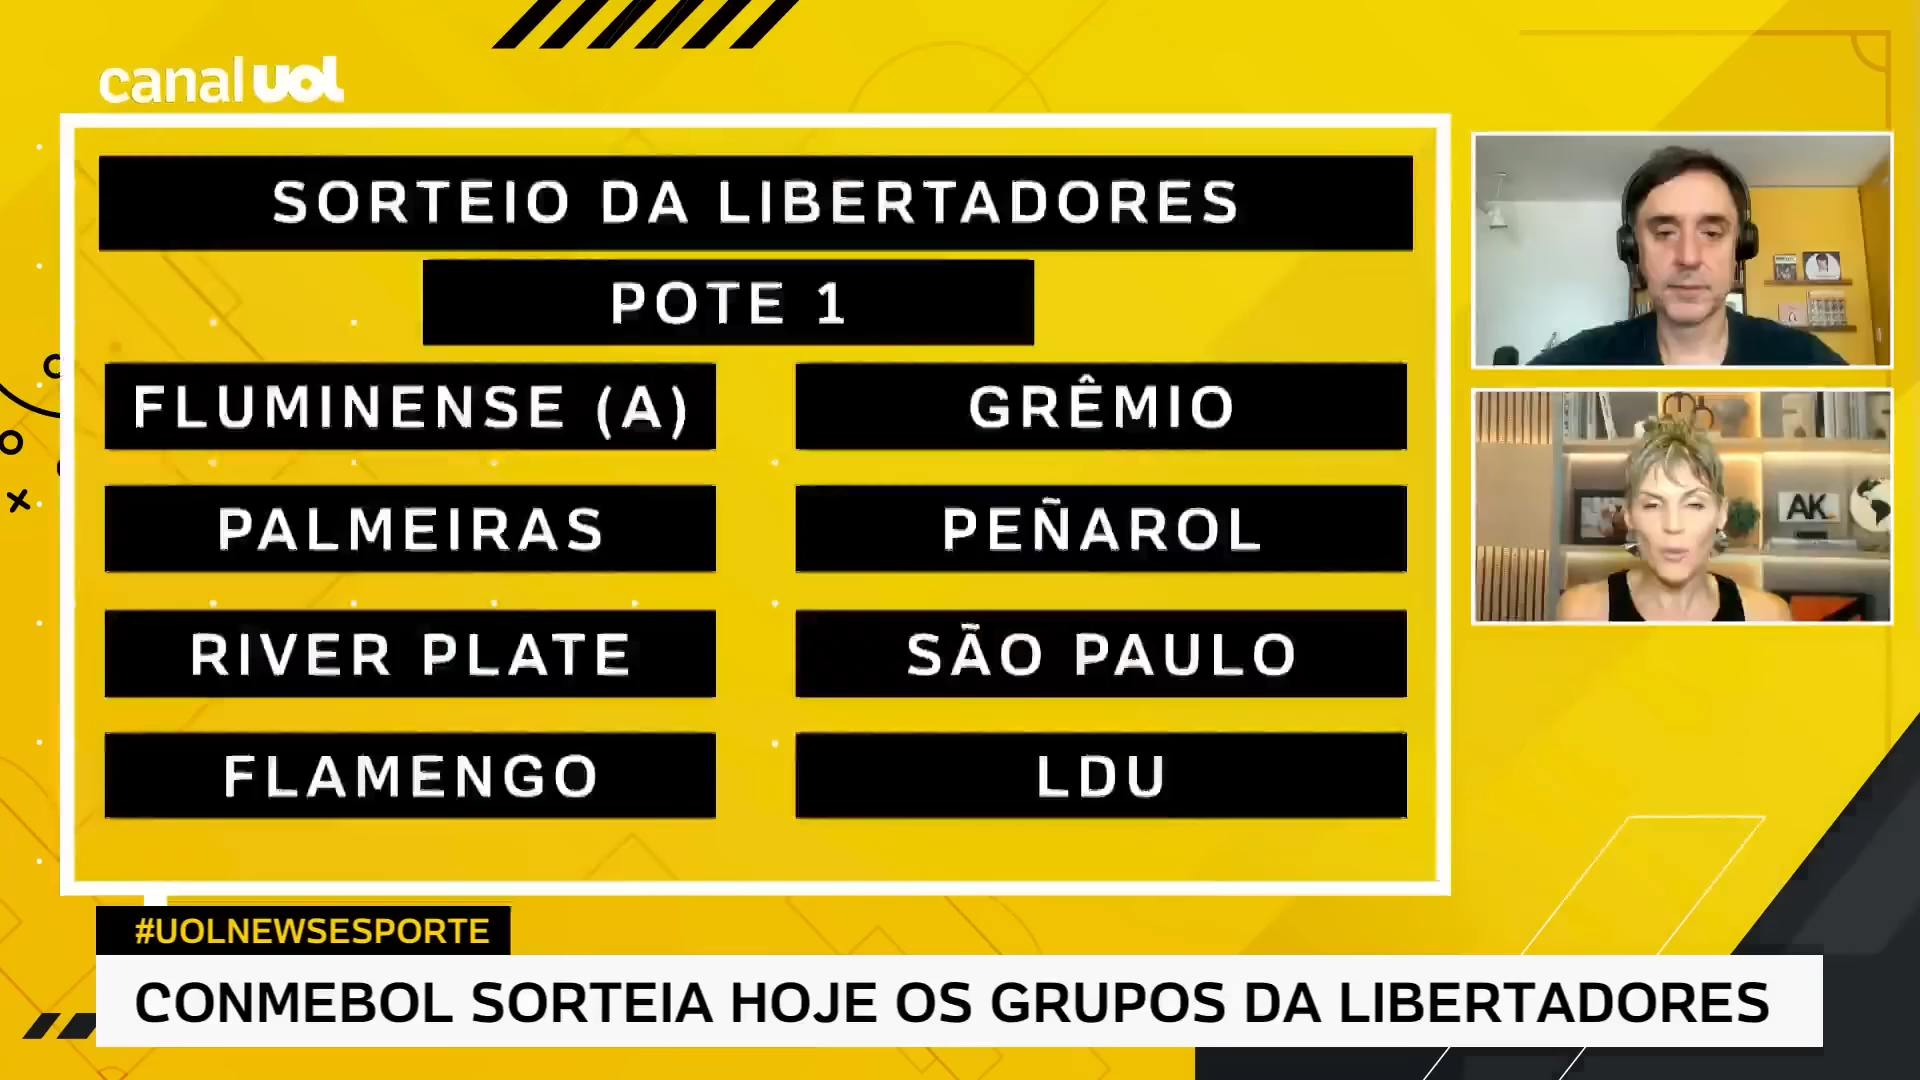 canal uol
SORTEIO DA LIBERTADORES
POTE 1
FLUMINENSE (A)
GRÊMIO
PALMEIRAS
PEÑAROL
RIVER PLATE
SÃO PAULO
FLAMENGO
LDU
AK.
#UOLNEWSESPORTE
CONMEBOL SORTEIA HOJE OS GRUPOS DA LIBERTADORES